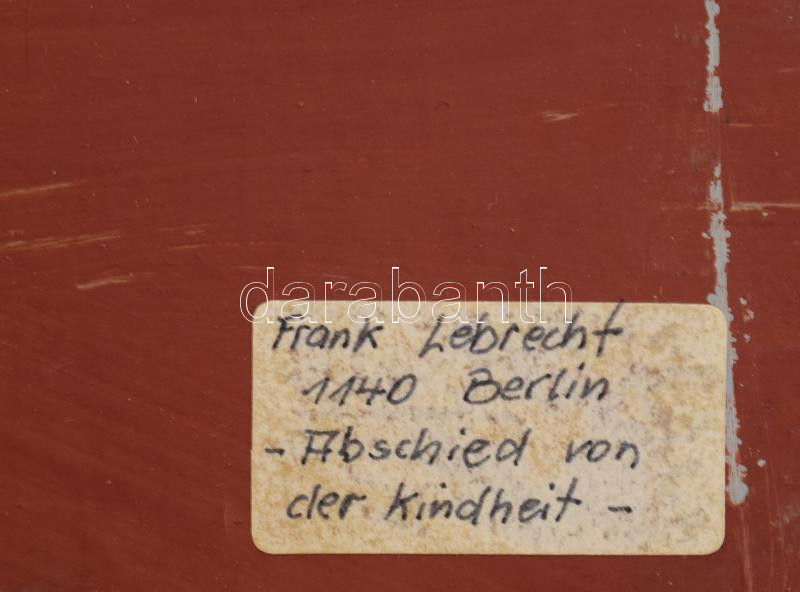 darabanth
Frank Lebrecht
1140 Berlin
- Abschied von
der Kindheit -